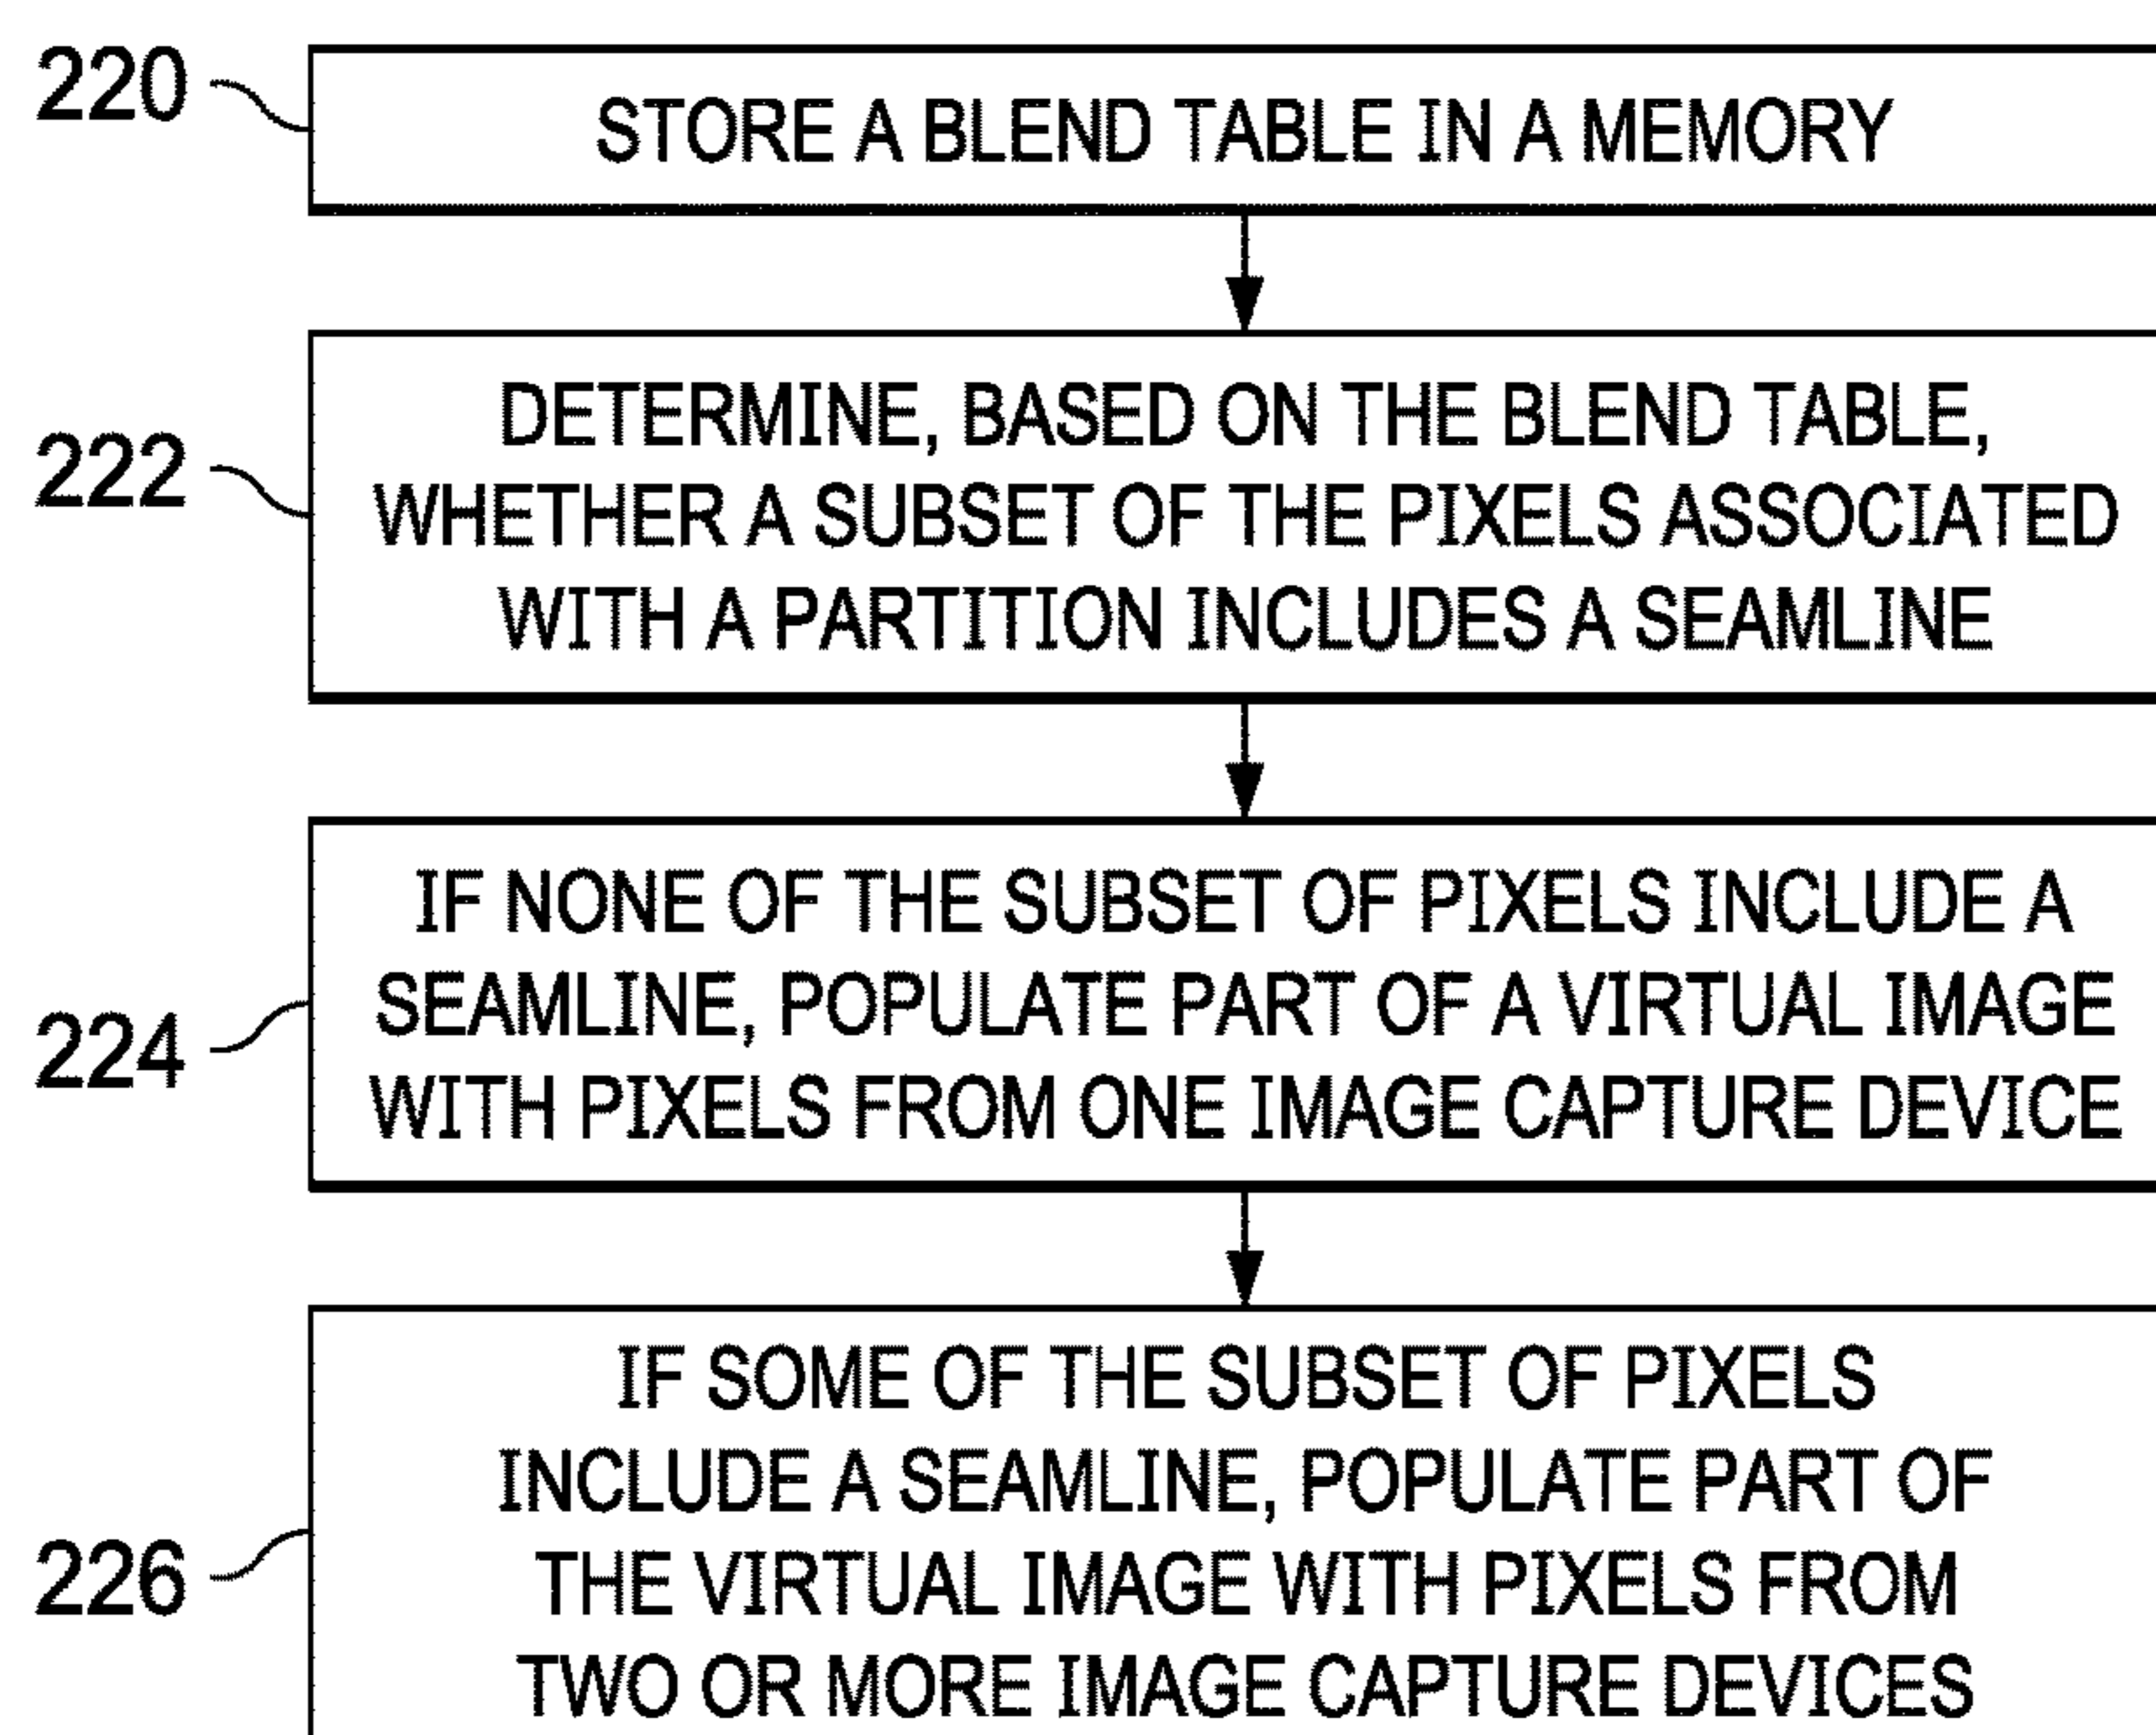 220
STORE A BLEND TABLE IN A MEMORY
222
DETERMINE, BASED ON THE BLEND TABLE,
WHETHER A SUBSET OF THE PIXELS ASSOCIATED
WITH A PARTITION INCLUDES A SEAMLINE
224
IF NONE OF THE SUBSET OF PIXELS INCLUDE A
SEAMLINE, POPULATE PART OF A VIRTUAL IMAGE
WITH PIXELS FROM ONE IMAGE CAPTURE DEVICE
226
IF SOME OF THE SUBSET OF PIXELS
INCLUDE A SEAMLINE, POPULATE PART OF
THE VIRTUAL IMAGE WITH PIXELS FROM
TWO OR MORE IMAGE CAPTURE DEVICES